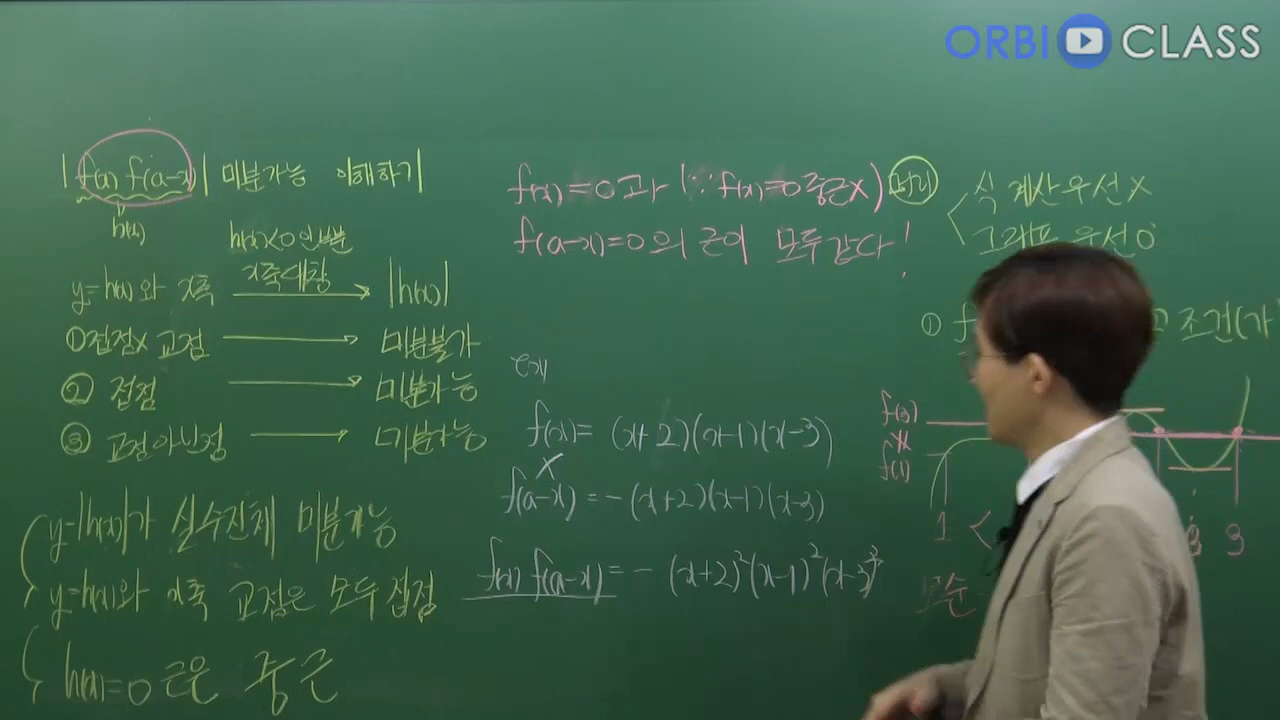 ORBI CLASS
|f(x) f(a-x)| 미분가능 이해하기
h(x)
h(x)<0인 부분
x축대칭
y=h(x)와 x축 → |h(x)|
①접점x 교점 → 미분불가
② 접점 → 미분가능
③ 교점아닌점 → 미분가능
y=|h(x)|가 실수전체 미분가능
y=h(x)와 x축 교점은 모두 접점
h(x)=0 근은 중근
f(x)=0과 (∵f(x)=0중근x)
f(a-x)=0의 근이 모두같다!
ex)
f(x)= (x+2)(x-1)(x-3)
x
f(a-x) = -(x+2)(x-1)(x-3)
f(x) f(a-x) = - (x+2)²(x-1)²(x-3)²
식 계산우선 x
그래프 우선 o
① f
조건(가
f(3)
f(1)
1 <
3
모순